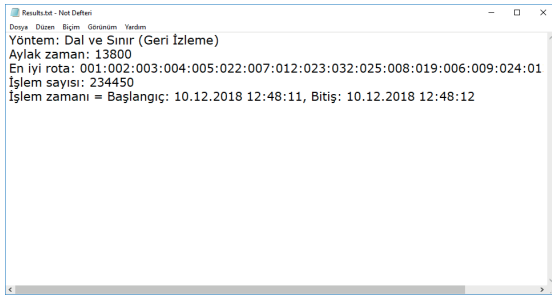 Results.txt - Not Defteri
Dosya Düzen Biçim Görünüm Yardım
Yöntem: Dal ve Sınır (Geri İzleme)
Aylak zaman: 13800
En iyi rota: 001:002:003:004:005:022:007:012:023:032:025:008:019:006:009:024:01
İşlem sayısı: 234450
İşlem zamanı = Başlangıç: 10.12.2018 12:48:11, Bitiş: 10.12.2018 12:48:12